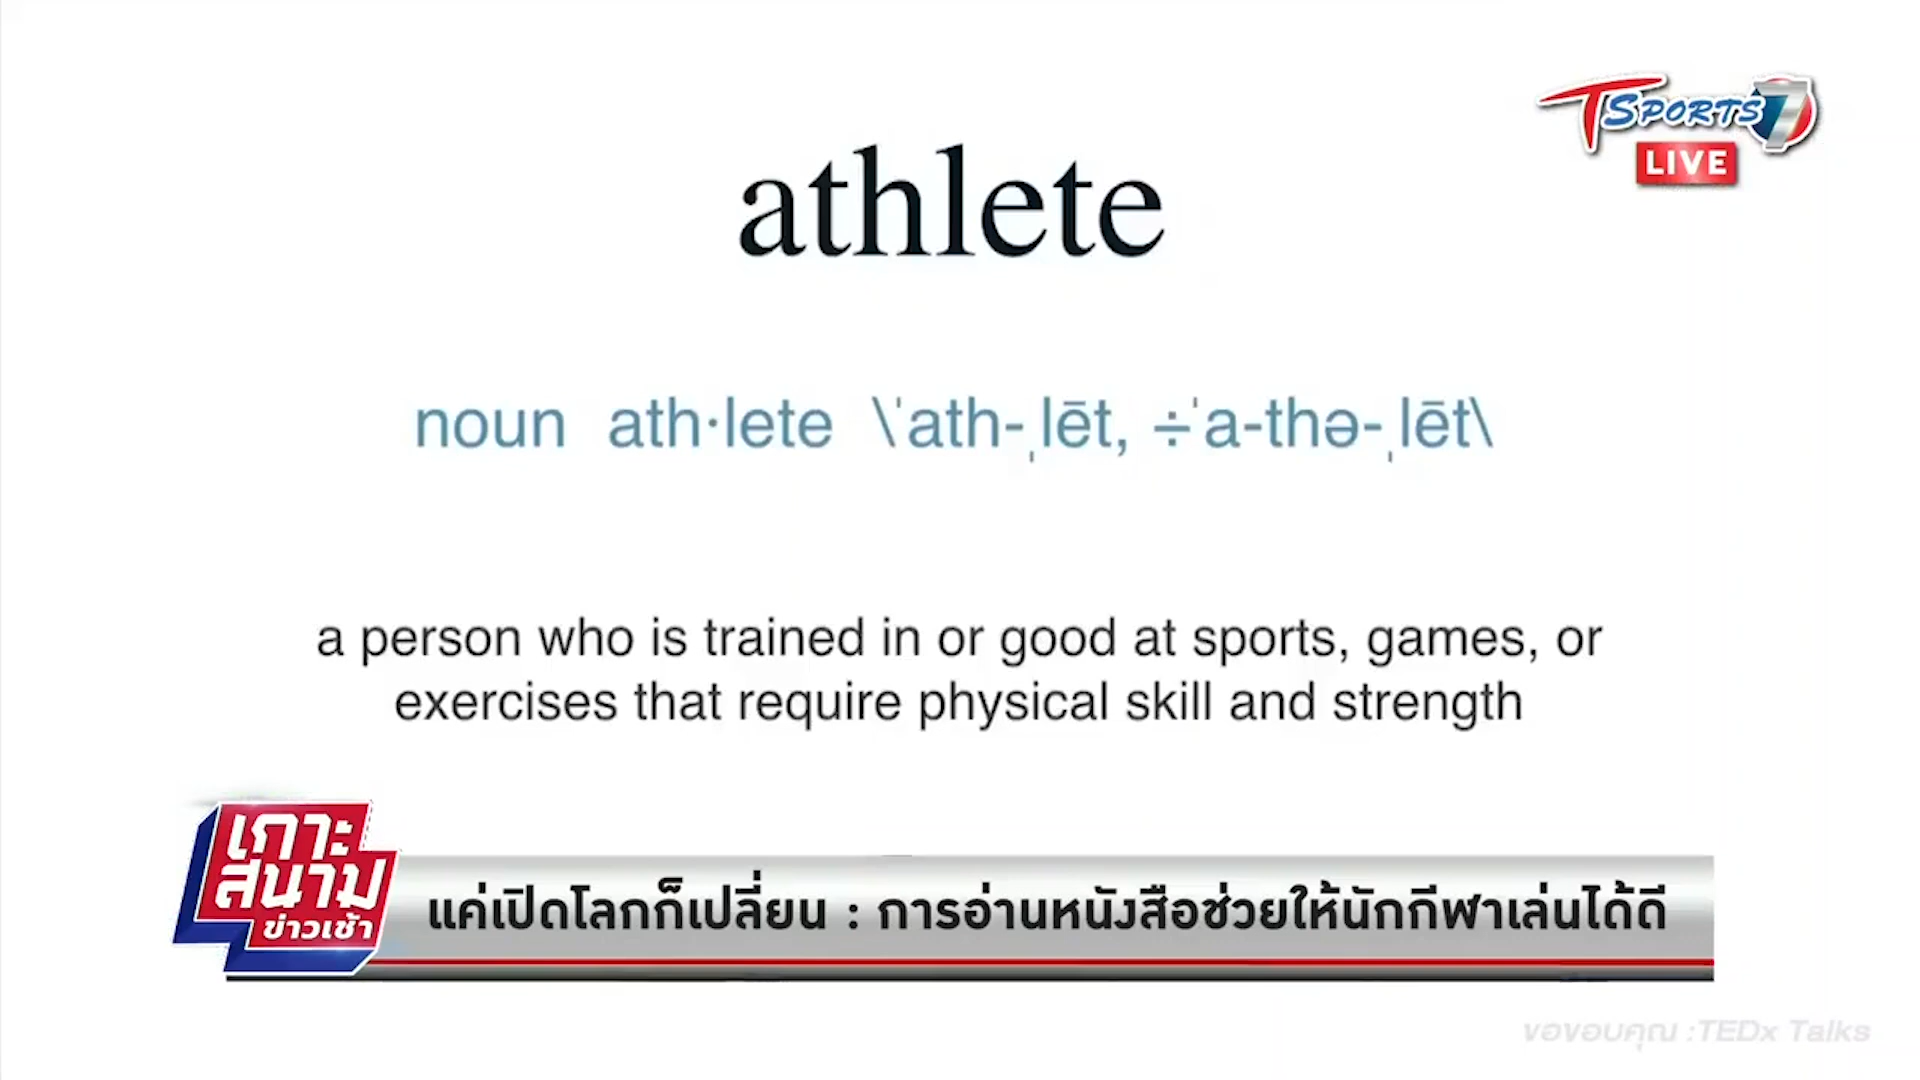 TSPORTS7
LIVE
athlete
noun ath·lete \ˈath-ˌlēt, ÷ˈa-thə-ˌlēt\
a person who is trained in or good at sports, games, or
exercises that require physical skill and strength
เกาะ
สนาม
ข่าวเช้า
แค่เปิดโลกก็เปลี่ยน : การอ่านหนังสือช่วยให้นักกีฬาเล่นได้ดี
ขอขอบคุณ :TEDx Talks